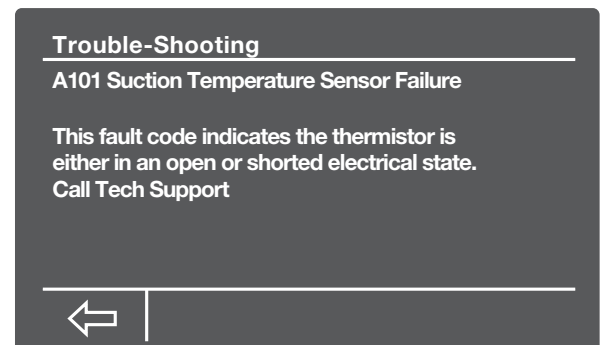 Trouble-Shooting
A101 Suction Temperature Sensor Failure
This fault code indicates the thermistor is
either in an open or shorted electrical state.
Call Tech Support